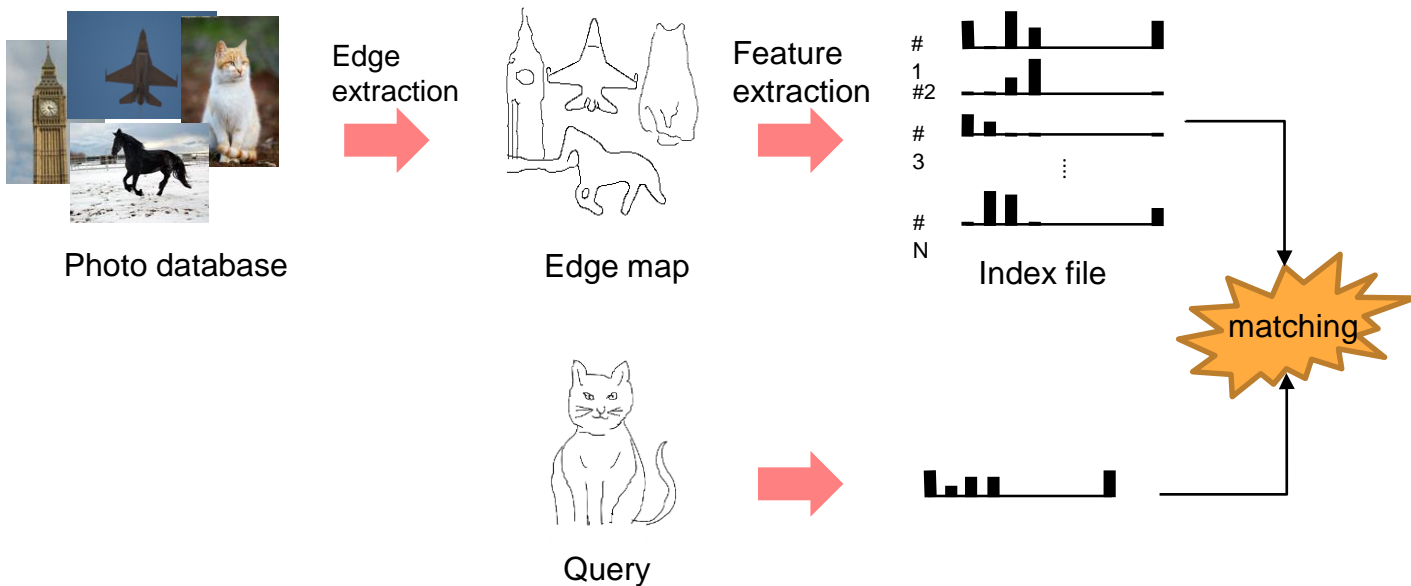 Edge
extraction
Feature
extraction
#
1
#2
#
3
#
N
Photo database
Edge map
Index file
matching
Query